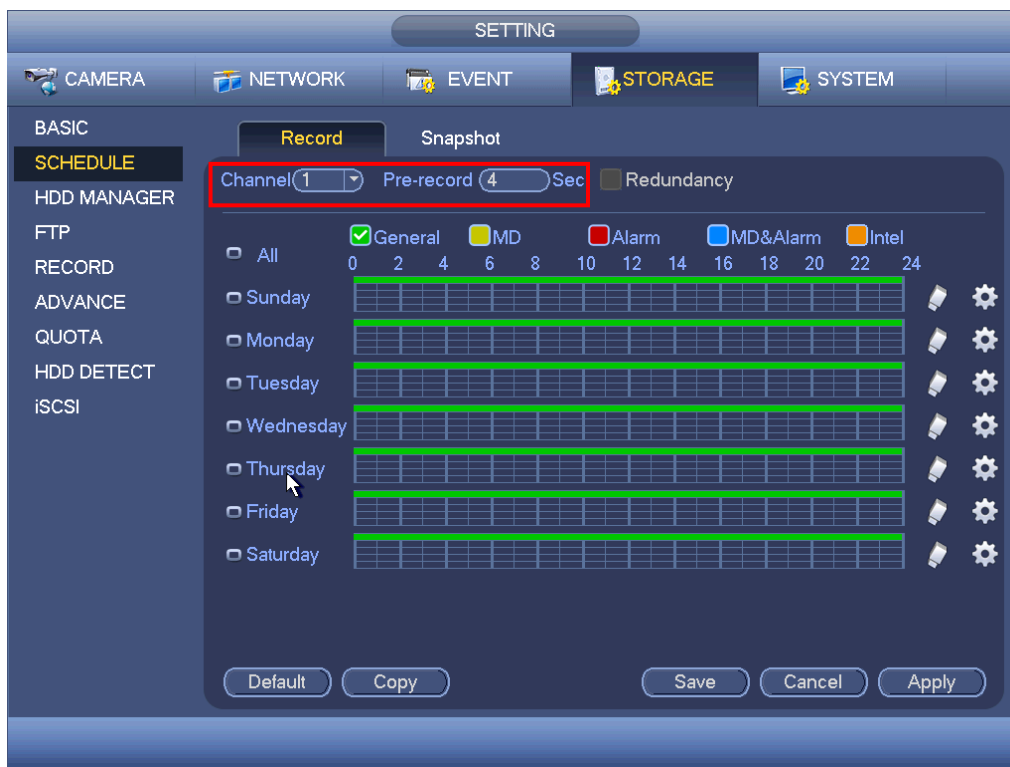 SETTING
CAMERA NETWORK EVENT STORAGE SYSTEM
BASIC
SCHEDULE
HDD MANAGER
FTP
RECORD
ADVANCE
QUOTA
HDD DETECT
iSCSI
Record Snapshot
Channel 1 Pre-record 4 Sec Redundancy
General MD Alarm MD&Alarm Intel
All 0 2 4 6 8 10 12 14 16 18 20 22 24
Sunday
Monday
Tuesday
Wednesday
Thursday
Friday
Saturday
Default Copy Save Cancel Apply